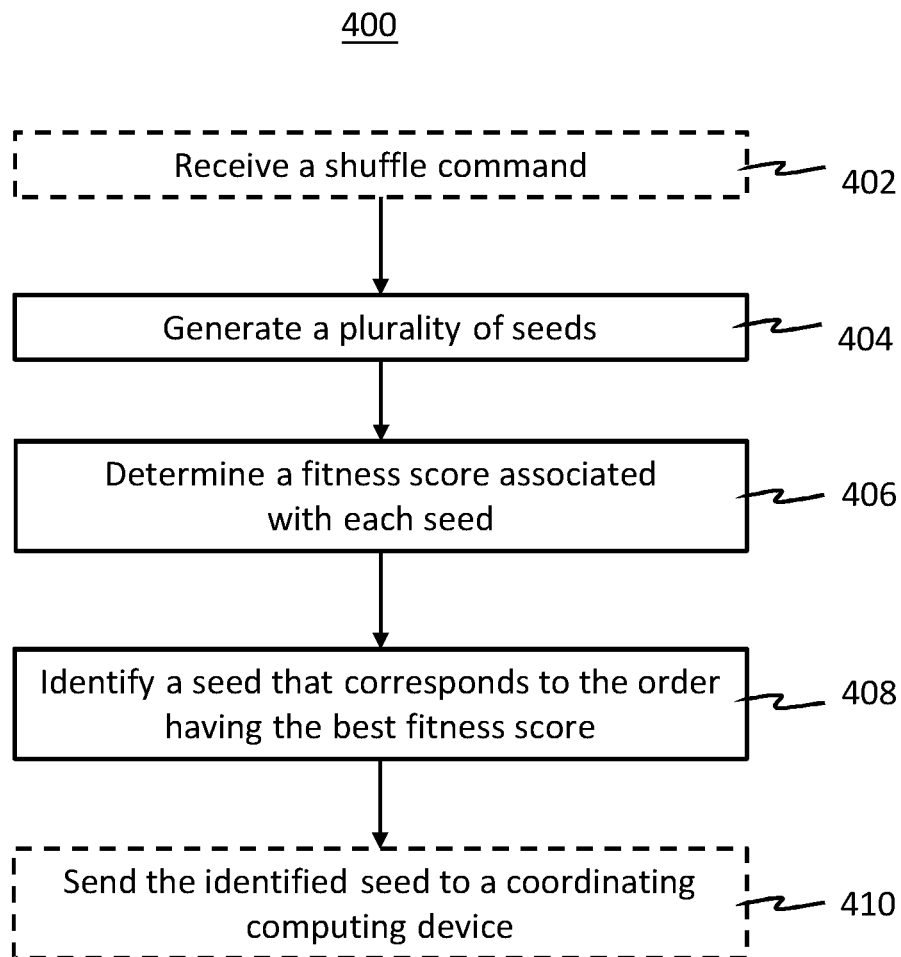 400
Receive a shuffle command
402
Generate a plurality of seeds
404
Determine a fitness score associated
with each seed
406
Identify a seed that corresponds to the order
having the best fitness score
408
Send the identified seed to a coordinating
computing device
410